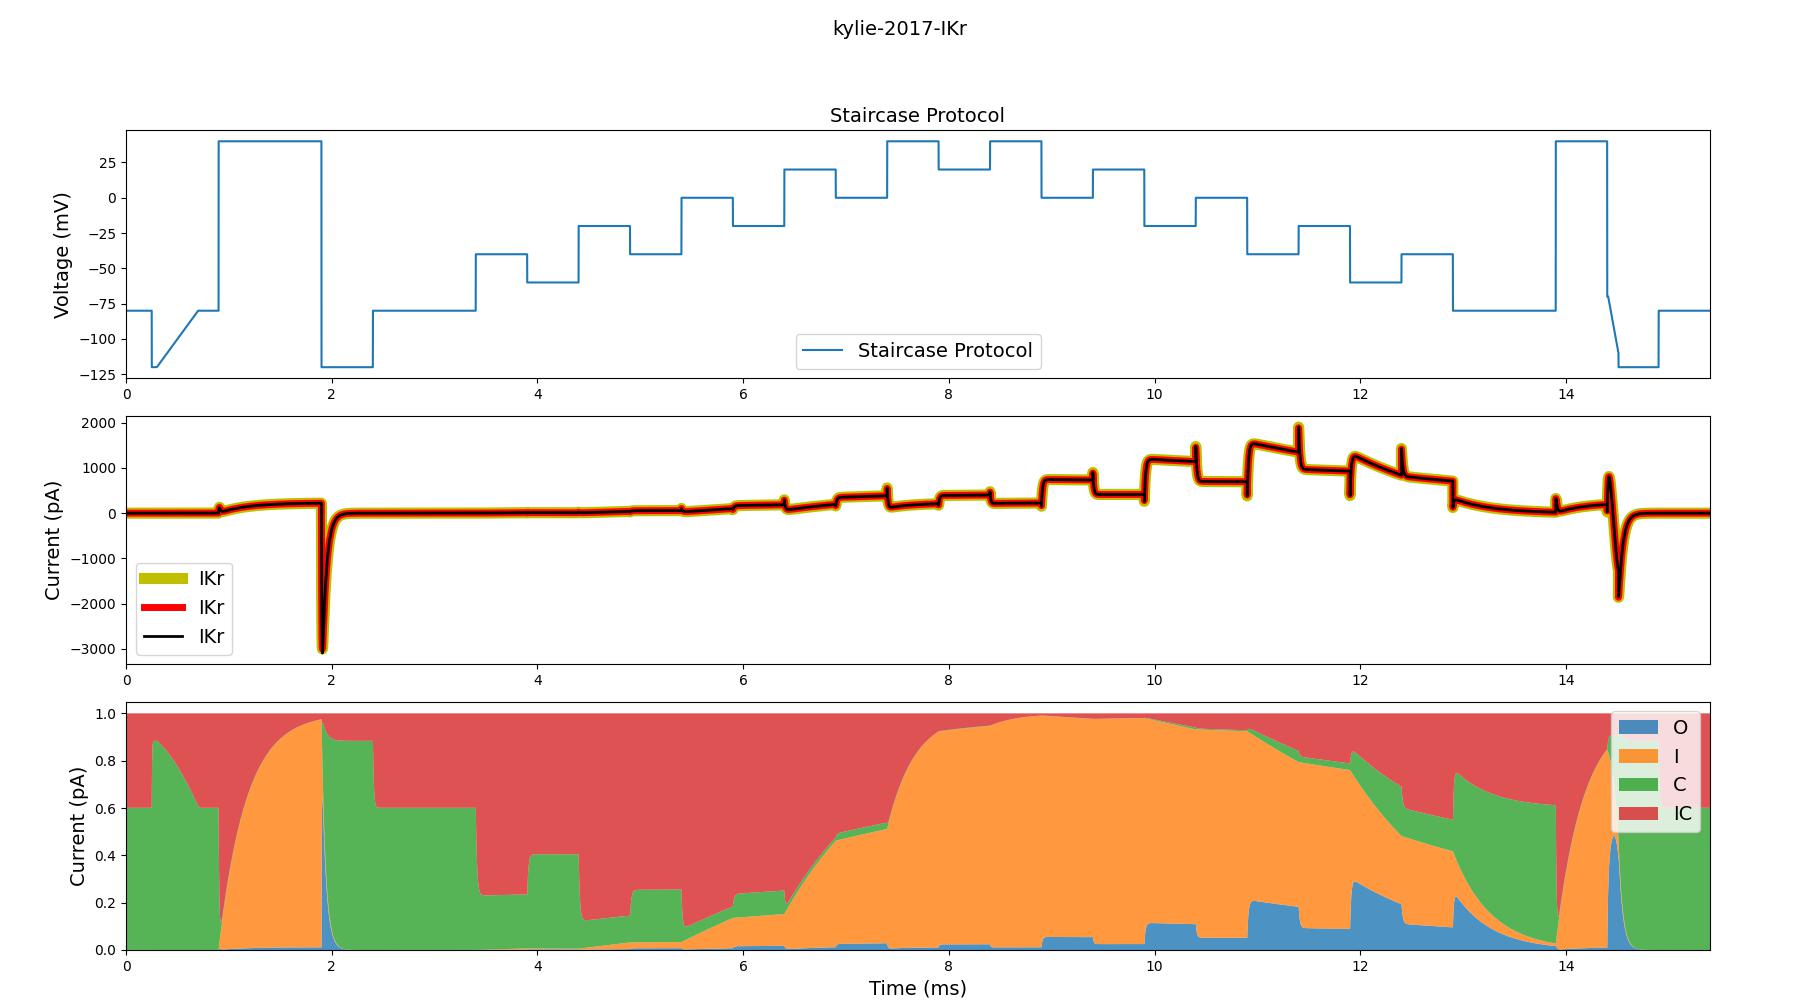 kylie-2017-IKr
Staircase Protocol
Voltage (mV)
25
0
−25
−50
−75
−100
−125
Staircase Protocol
0 2 4 6 8 10 12 14
Current (pA)
2000
1000
0
−1000
−2000
−3000
IKr
IKr
IKr
0 2 4 6 8 10 12 14
Current (pA)
1.0
0.8
0.6
0.4
0.2
0.0
O
I
C
IC
0 2 4 6 8 10 12 14
Time (ms)